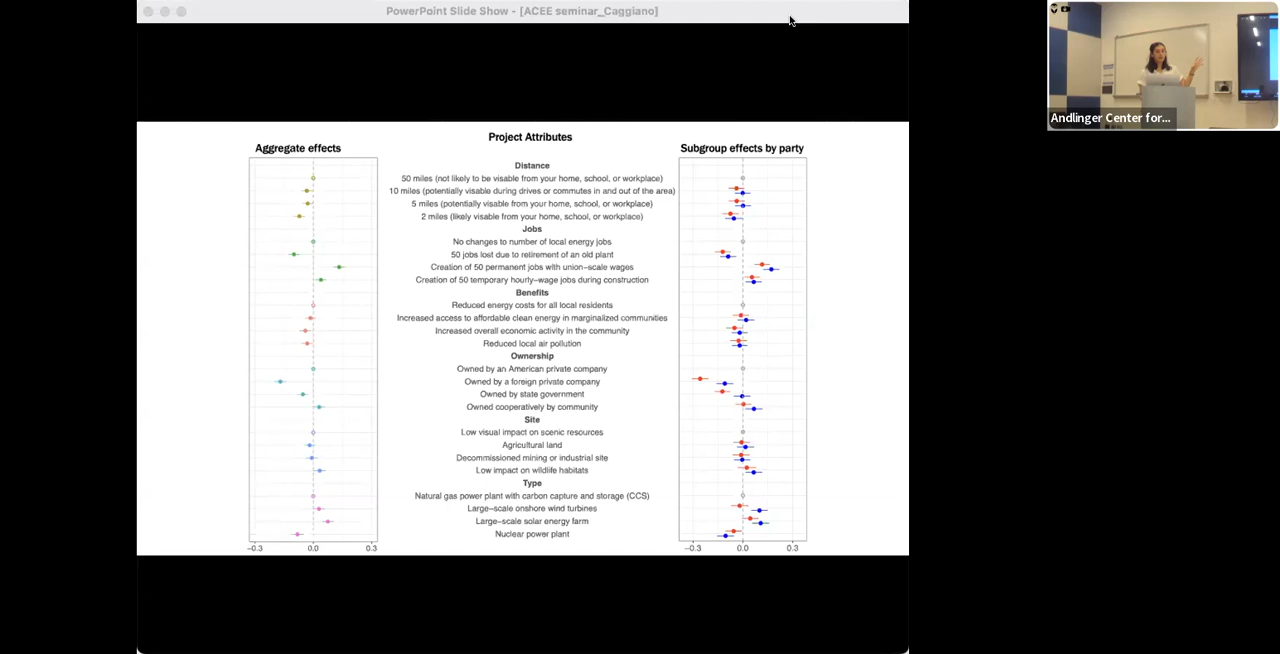 PowerPoint Slide Show - [ACEE seminar_Caggiano]
Andlinger Center for...
Project Attributes
Aggregate effects
Subgroup effects by party
Distance
50 miles (not likely to be visable from your home, school, or workplace)
10 miles (potentially visable during drives or commutes in and out of the area)
5 miles (potentially visable from your home, school, or workplace)
2 miles (likely visable from your home, school, or workplace)
Jobs
No changes to number of local energy jobs
50 jobs lost due to retirement of an old plant
Creation of 50 permanent jobs with union-scale wages
Creation of 50 temporary hourly-wage jobs during construction
Benefits
Reduced energy costs for all local residents
Increased access to affordable clean energy in marginalized communities
Increased overall economic activity in the community
Reduced local air pollution
Ownership
Owned by an American private company
Owned by a foreign private company
Owned by state government
Owned cooperatively by community
Site
Low visual impact on scenic resources
Agricultural land
Decommissioned mining or industrial site
Low impact on wildlife habitats
Type
Natural gas power plant with carbon capture and storage (CCS)
Large-scale onshore wind turbines
Large-scale solar energy farm
Nuclear power plant
-0.3 0.0 0.3
-0.3 0.0 0.3